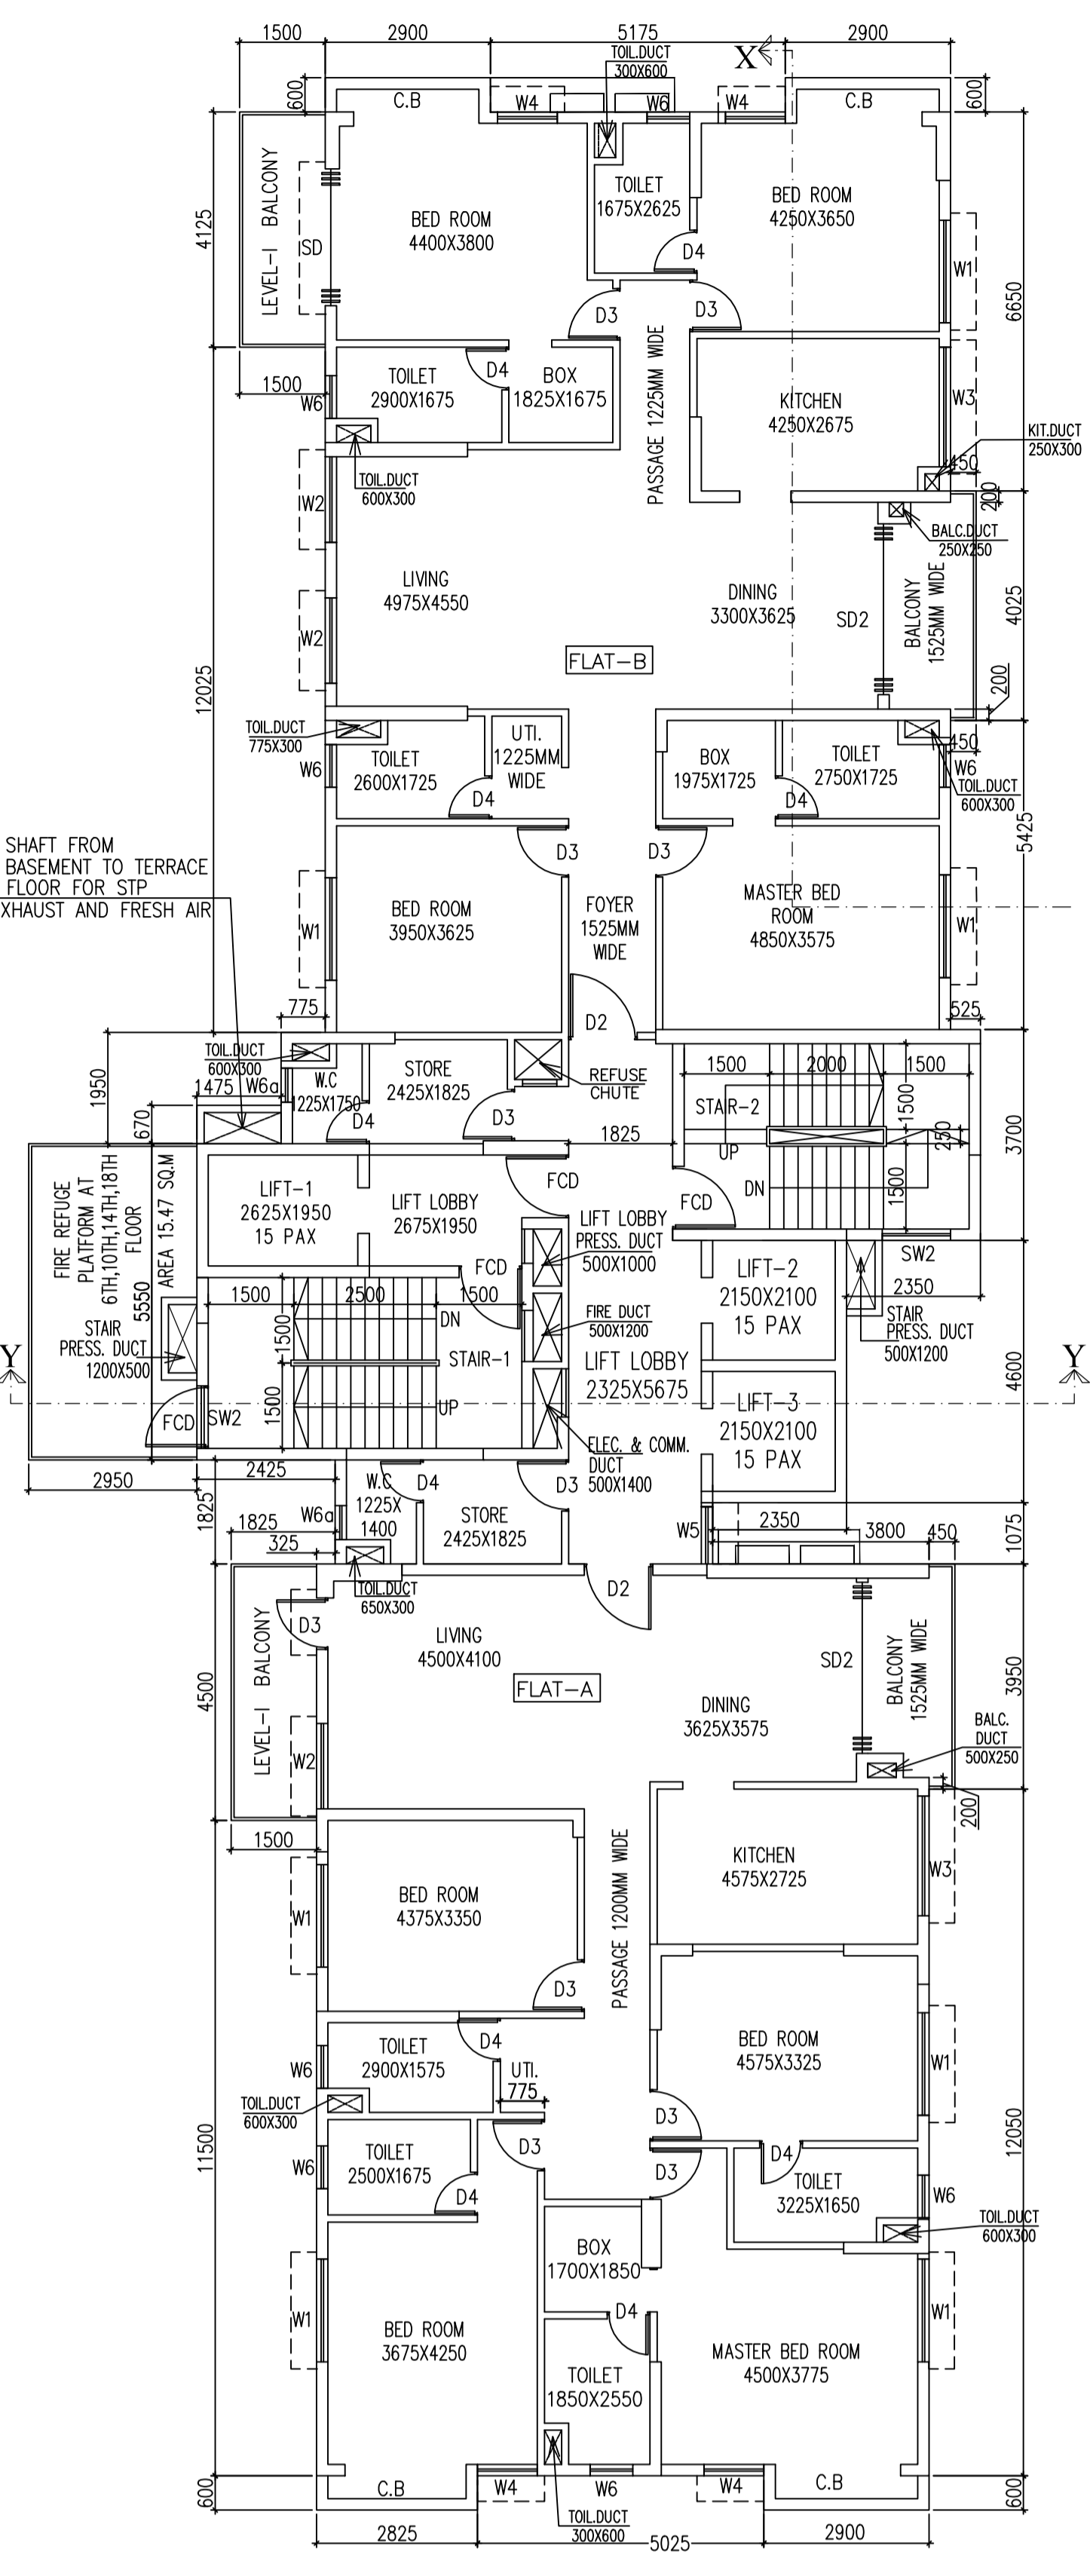 1500
2900
5175
2900
TOIL.DUCT
300X600
X
600
C.B
W4
W6
W4
C.B
600
LEVEL-I BALCONY
4125
SD
BED ROOM
4400X3800
TOILET
1675X2625
BED ROOM
4250X3650
D4
W1
6650
D3
D3
PASSAGE 1225MM WIDE
1500
TOILET
2900X1675
D4
BOX
1825X1675
W6
KITCHEN
4250X2675
W3
KIT.DUCT
250X300
450
TOIL.DUCT
600X300
W2
200
BALC.DUCT
250X250
LIVING
4975X4550
DINING
3300X3625
SD2
BALCONY
1525MM WIDE
4025
W2
FLAT-B
12025
200
TOIL.DUCT
775X300
W6
TOILET
2600X1725
UTI.
1225MM
WIDE
D4
BOX
1975X1725
TOILET
2750X1725
D4
450
W6
TOIL.DUCT
600X300
5425
SHAFT FROM
BASEMENT TO TERRACE
FLOOR FOR STP
XHAUST AND FRESH AIR
D3
D3
BED ROOM
3950X3625
W1
FOYER
1525MM
WIDE
MASTER BED
ROOM
4850X3575
W1
775
D2
525
1950
TOIL.DUCT
600X300
1475
W6a
W.C
1225X1750
D4
STORE
2425X1825
D3
REFUSE
CHUTE
1500
2000
1500
STAIR-2
1500
250
3700
670
1825
UP
DN
1500
FIRE REFUGE
PLATFORM AT
6TH,10TH,14TH,18TH
FLOOR
5550
AREA 15.47 SQ.M
LIFT-1
2625X1950
15 PAX
LIFT LOBBY
2675X1950
FCD
FCD
LIFT LOBBY
PRESS. DUCT
500X1000
SW2
2350
FCD
1500
2500
1500
LIFT-2
2150X2100
15 PAX
STAIR
PRESS. DUCT
1200X500
1500
DN
FIRE DUCT
500X1200
STAIR
PRESS. DUCT
500X1200
Y
STAIR-1
LIFT LOBBY
2325X5675
Y
4600
FCD
SW2
1500
UP
LIFT-3
2150X2100
15 PAX
ELEC. & COMM.
DUCT
500X1400
2950
2425
1825
W.C
1225X
1400
D4
D3
W6a
STORE
2425X1825
W5
2350
3800
450
1075
1825
325
TOIL.DUCT
650X300
D2
D3
LEVEL-I BALCONY
LIVING
4500X4100
SD2
BALCONY
1525MM WIDE
3950
FLAT-A
4500
DINING
3625X3575
BALC.
DUCT
500X250
W2
200
1500
PASSAGE 1200MM WIDE
KITCHEN
4575X2725
W3
BED ROOM
4375X3350
W1
D3
BED ROOM
4575X3325
W1
D4
TOILET
2900X1575
UTI.
775
W6
TOIL.DUCT
600X300
D3
D3
11500
12050
TOILET
2500X1675
W6
D4
D3
D4
TOILET
3225X1650
W6
TOIL.DUCT
600X300
BOX
1700X1850
W1
D4
W1
BED ROOM
3675X4250
MASTER BED ROOM
4500X3775
TOILET
1850X2550
600
C.B
W4
W6
W4
C.B
600
TOIL.DUCT
300X600
2825
5025
2900